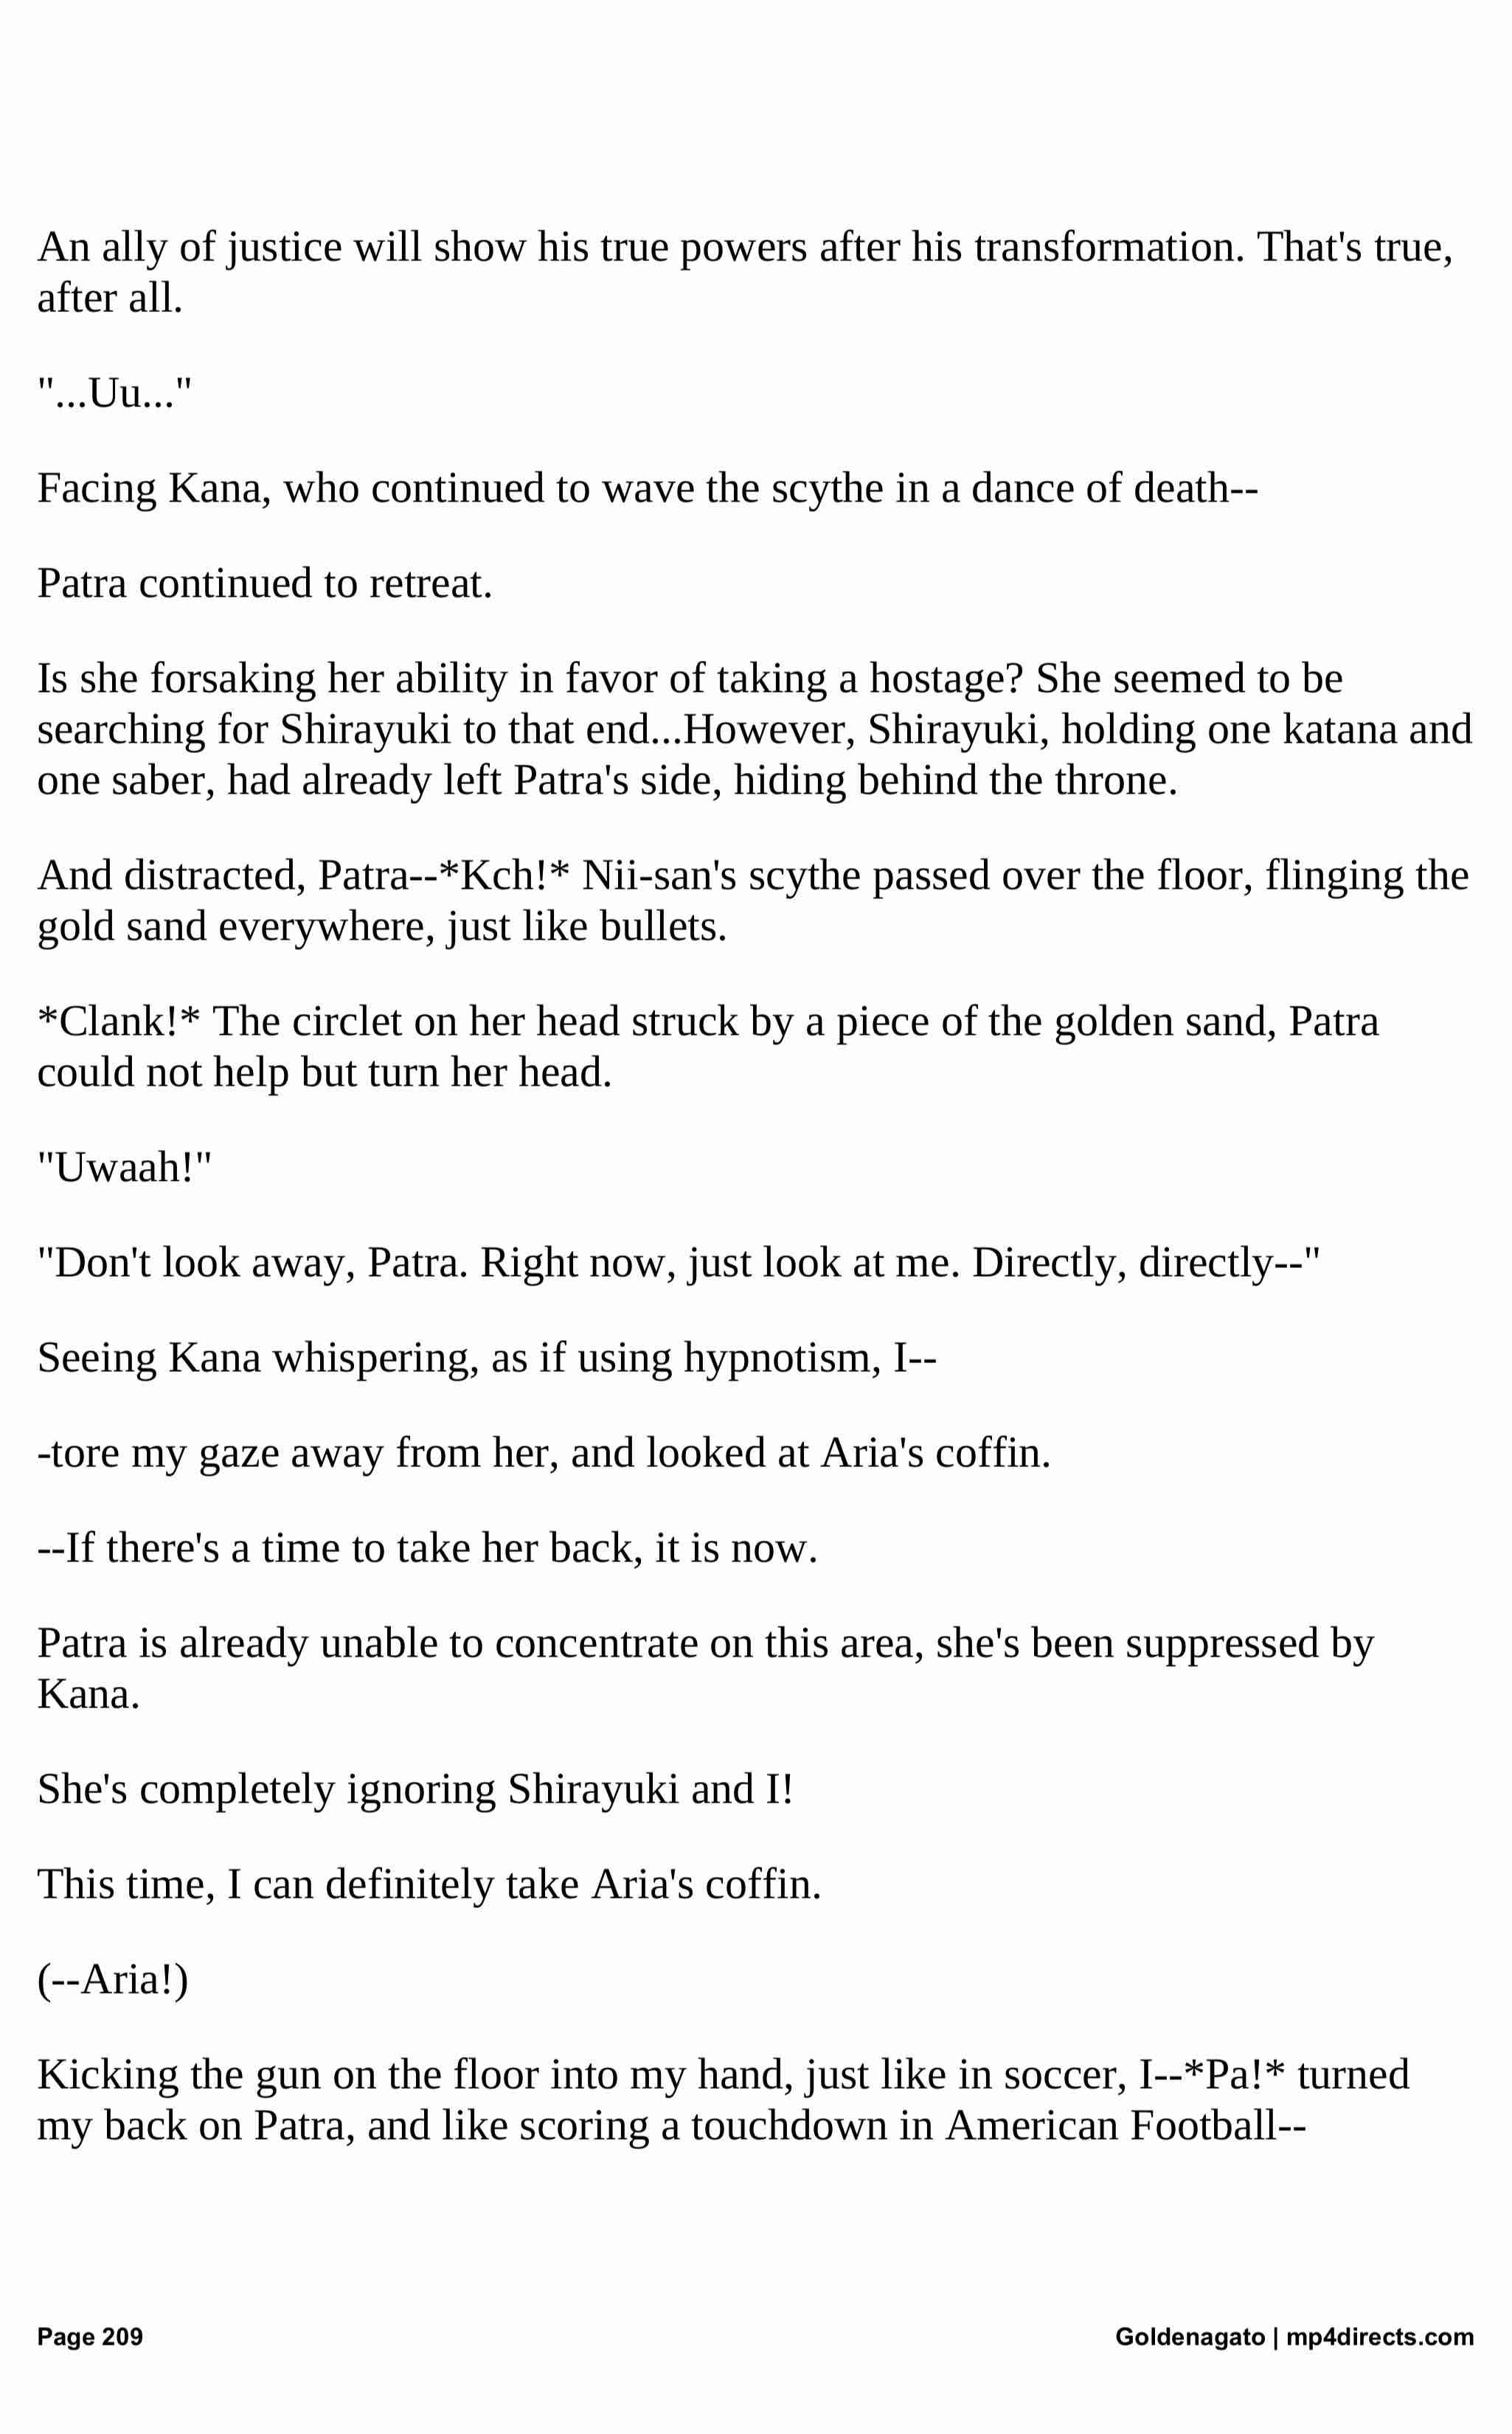 An ally of justice will show his true powers after his transformation. That's true,
after all.
"...Uu..."
Facing Kana, who continued to wave the scythe in a dance of death--
Patra continued to retreat.
Is she forsaking her ability in favor of taking a hostage? She seemed to be
searching for Shirayuki to that end...However, Shirayuki, holding one katana and
one saber, had already left Patra's side, hiding behind the throne.
And distracted, Patra--*Kch!* Nii-san's scythe passed over the floor, flinging the
gold sand everywhere, just like bullets.
*Clank!* The circlet on her head struck by a piece of the golden sand, Patra
could not help but turn her head.
"Uwaah!"
"Don't look away, Patra. Right now, just look at me. Directly, directly--"
Seeing Kana whispering, as if using hypnotism, I--
-tore my gaze away from her, and looked at Aria's coffin.
--If there's a time to take her back, it is now.
Patra is already unable to concentrate on this area, she's been suppressed by
Kana.
She's completely ignoring Shirayuki and I!
This time, I can definitely take Aria's coffin.
(--Aria!)
Kicking the gun on the floor into my hand, just like in soccer, I--*Pa!* turned
my back on Patra, and like scoring a touchdown in American Football--
Page 209
Goldenagato | mp4directs.com